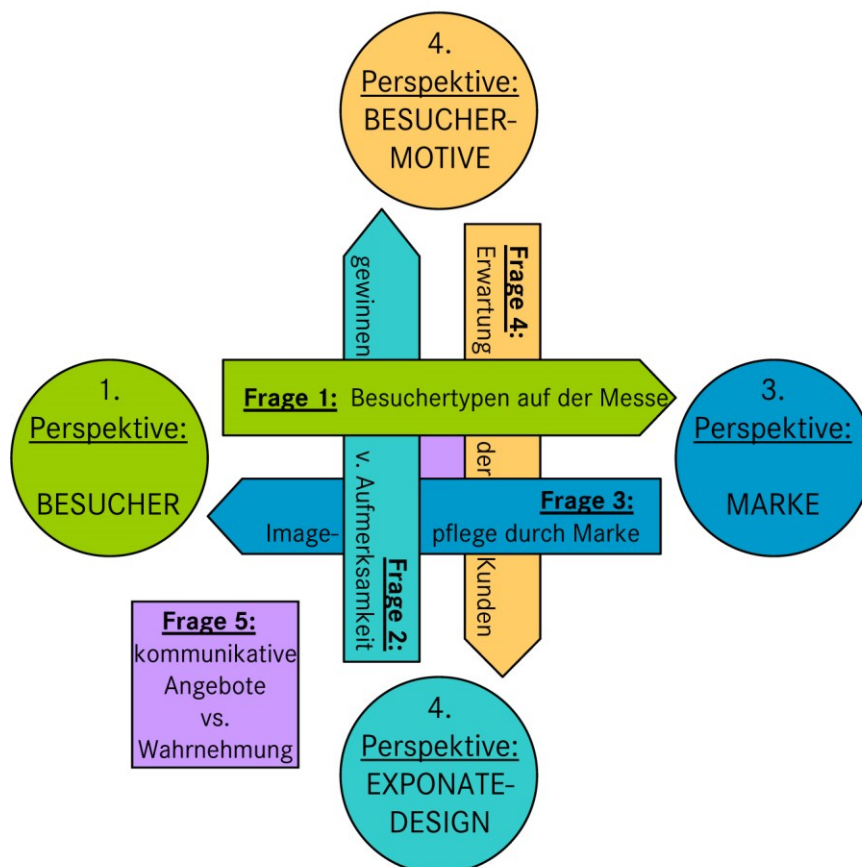 4.
Perspektive:
BESUCHER-
MOTIVE
gewinnen
v. Aufmerksamkeit
Frage 2:
Frage 4:
Erwartung
der
Kunden
1.
Perspektive:
BESUCHER
Frage 1: Besuchertypen auf der Messe
3.
Perspektive:
MARKE
Frage 3:
Image-
pflege durch Marke
Frage 5:
kommunikative
Angebote
vs.
Wahrnehmung
4.
Perspektive:
EXPONATE-
DESIGN